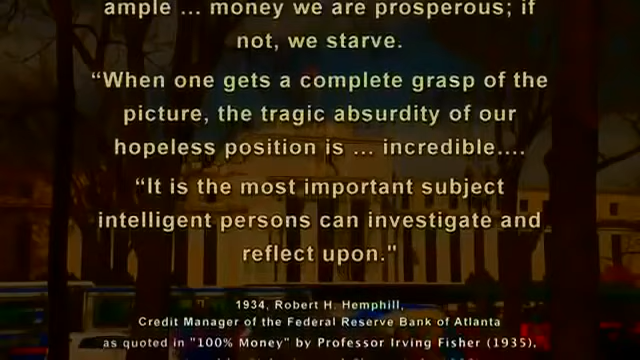 ample ... money we are prosperous; if
not, we starve.
“When one gets a complete grasp of the
picture, the tragic absurdity of our
hopeless position is ... incredible....
“It is the most important subject
intelligent persons can investigate and
reflect upon."
1934, Robert H. Hemphill,
Credit Manager of the Federal Reserve Bank of Atlanta
as quoted in "100% Money" by Professor Irving Fisher (1935),